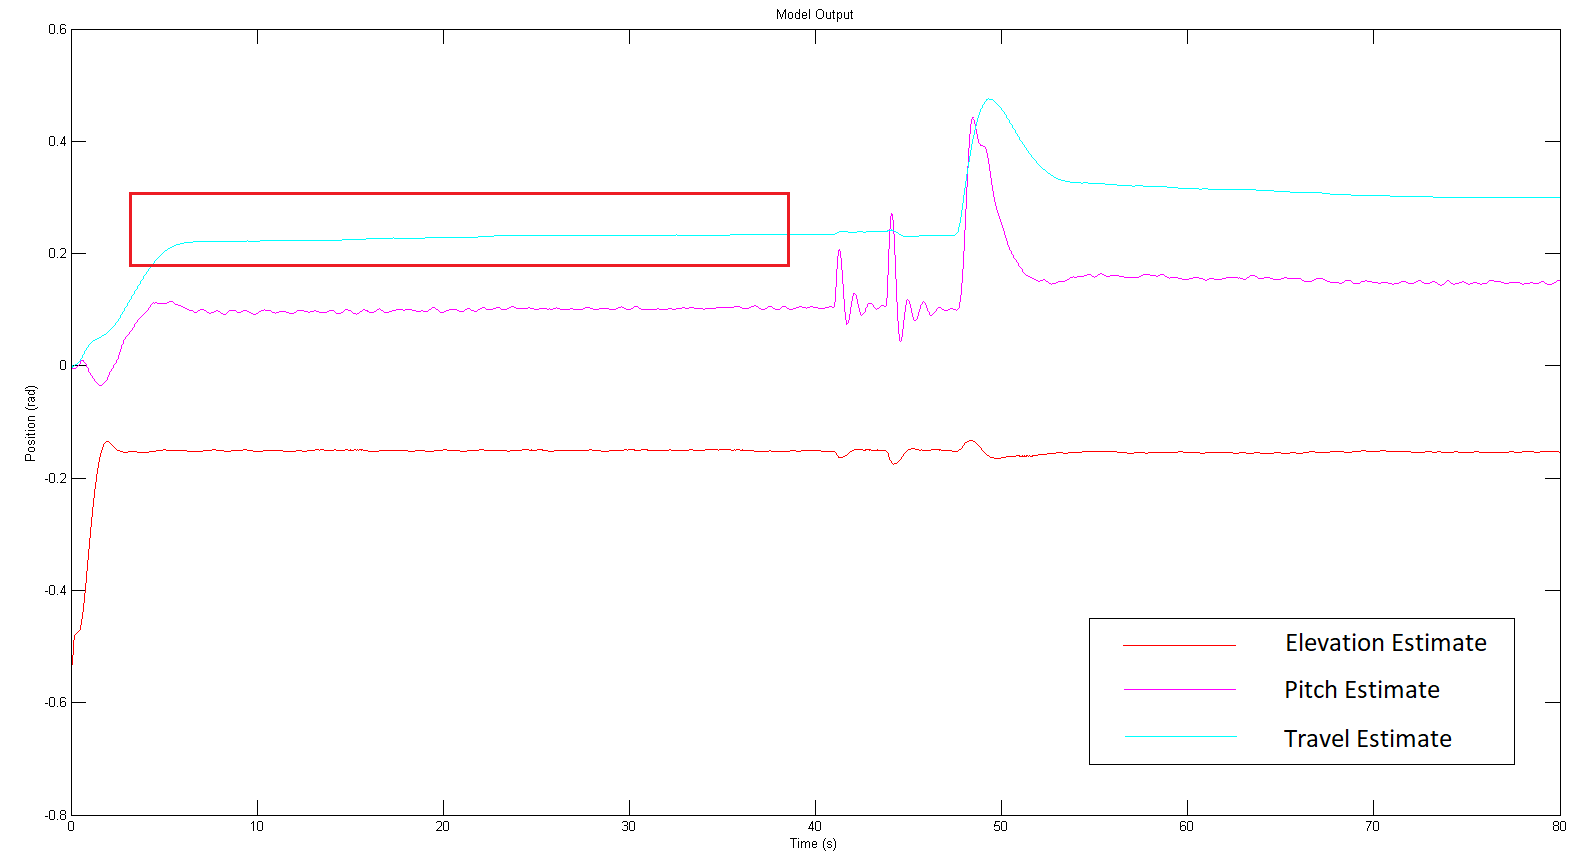 Model Output
0.6
0.4
0.2
0
-0.2
-0.4
-0.6
-0.8
Position (rad)
0 10 20 30 40 50 60 70 80
Time (s)
Elevation Estimate
Pitch Estimate
Travel Estimate